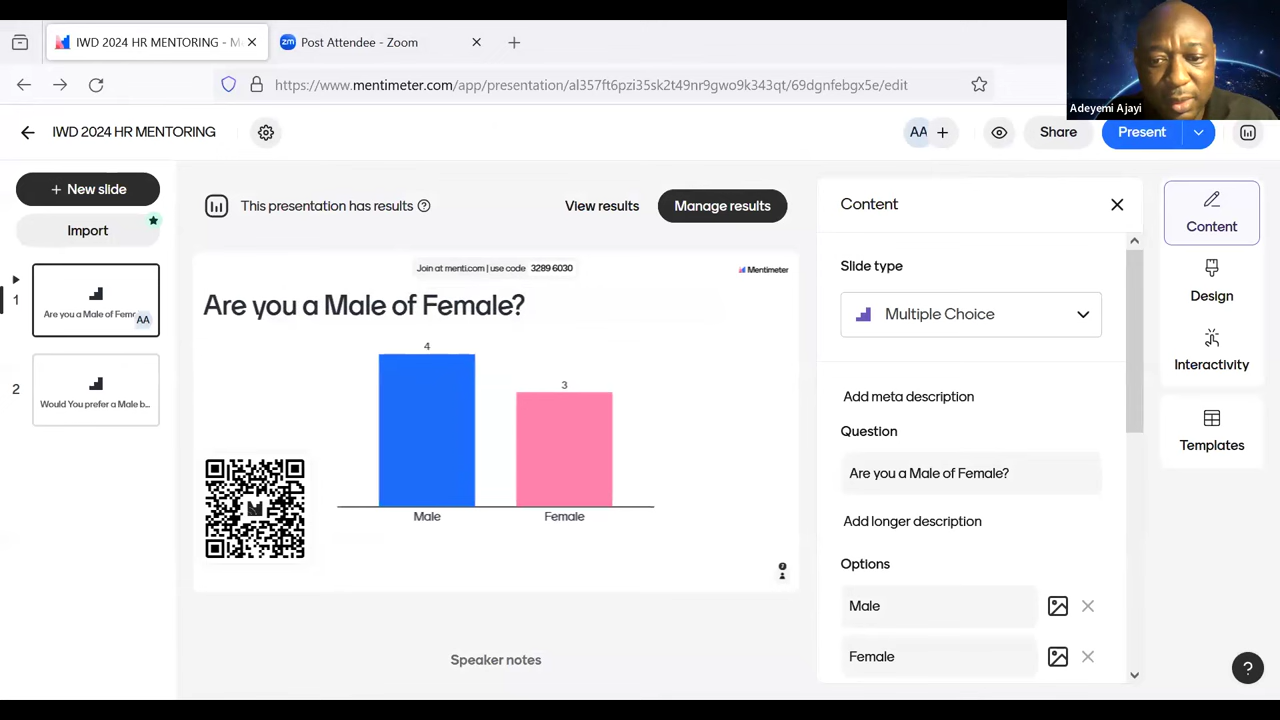 IWD 2024 HR MENTORING - M
Post Attendee - Zoom
https://www.mentimeter.com/app/presentation/al357ft6pzi35sk2t49nr9gwo9k343qt/69dgnfebgx5e/edit
Adeyemi Ajayi
IWD 2024 HR MENTORING
AA
Share
Present
New slide
Import
This presentation has results
View results
Manage results
1
Are you a Male of Fem
AA
2
Would You prefer a Male b...
Join at menti.com | use code 3289 6030
Mentimeter
Are you a Male of Female?
4
3
Male
Female
Speaker notes
Content
Slide type
Multiple Choice
Add meta description
Question
Are you a Male of Female?
Add longer description
Options
Male
Female
Content
Design
Interactivity
Templates